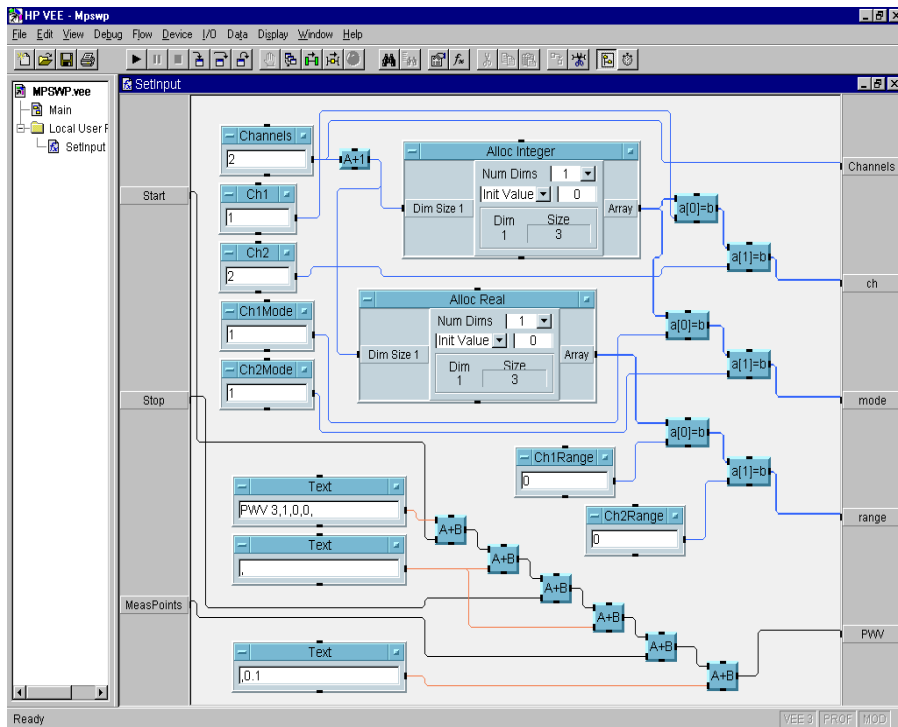 HP VEE - Mpswp
File Edit View Debug Flow Device I/O Data Display Window Help
MPSWP.vee
Main
Local User F
SetInput
SetInput
Start
Stop
MeasPoints
Channels
2
A+1
Ch1
1
Ch2
2
Ch1Mode
1
Ch2Mode
1
Alloc Integer
Num Dims 1
Init Value 0
Dim Size 1
Array
Dim Size
1 3
Alloc Real
Num Dims 1
Init Value 0
Dim Size 1
Array
Dim Size
1 3
a[0]=b
a[1]=b
a[0]=b
a[1]=b
a[0]=b
a[1]=b
Ch1Range
0
Ch2Range
0
Text
PWV 3,1,0,0,
Text
,
Text
,0.1
A+B
A+B
A+B
A+B
A+B
A+B
Channels
ch
mode
range
PWV
Ready
VEE 3 PROF MOD